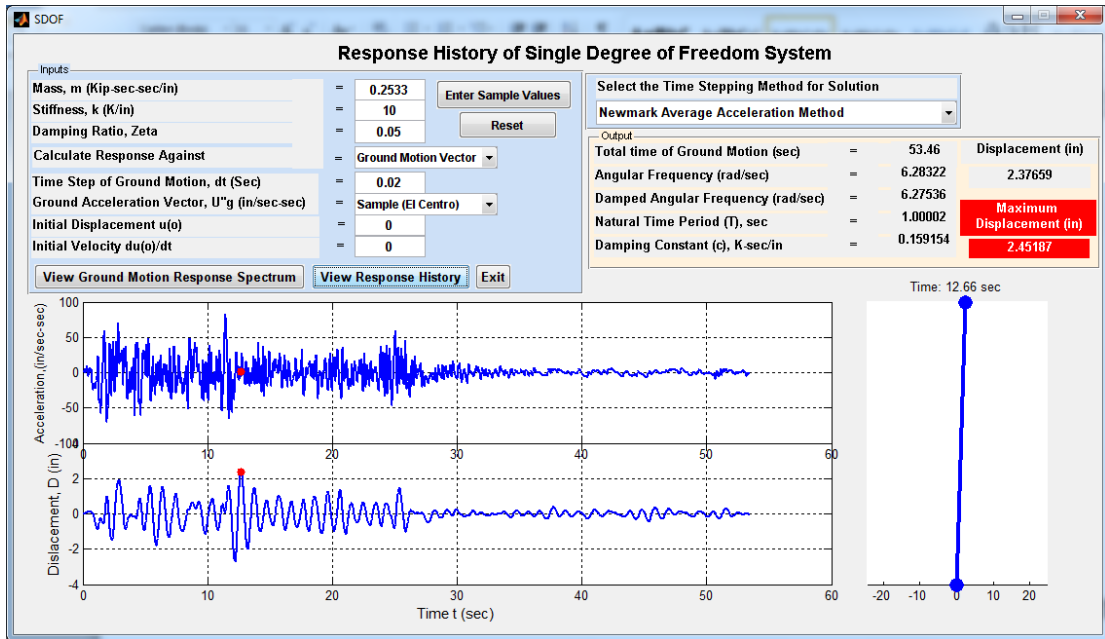 SDOF
Response History of Single Degree of Freedom System
Inputs
Mass, m (Kip-sec-sec/in) = 0.2533
Enter Sample Values
Stiffness, k (K/in) = 10
Damping Ratio, Zeta = 0.05
Reset
Calculate Response Against = Ground Motion Vector
Time Step of Ground Motion, dt (Sec) = 0.02
Ground Acceleration Vector, U"g (in/sec-sec) = Sample (El Centro)
Initial Displacement u(o) = 0
Initial Velocity du(o)/dt = 0
View Ground Motion Response Spectrum
View Response History
Exit
Select the Time Stepping Method for Solution
Newmark Average Acceleration Method
Output
Total time of Ground Motion (sec) = 53.46
Angular Frequency (rad/sec) = 6.28322
Damped Angular Frequency (rad/sec) = 6.27536
Natural Time Period (T), sec = 1.00002
Damping Constant (c), K-sec/in = 0.159154
Displacement (in)
2.37659
Maximum
Displacement (in)
2.45187
Acceleration,(in/sec-sec)
100
50
0
-50
-100
0 10 20 30 40 50 60
Dislacement, D (in)
4
2
0
-2
-4
0 10 20 30 40 50 60
Time t (sec)
Time: 12.66 sec
-20 -10 0 10 20